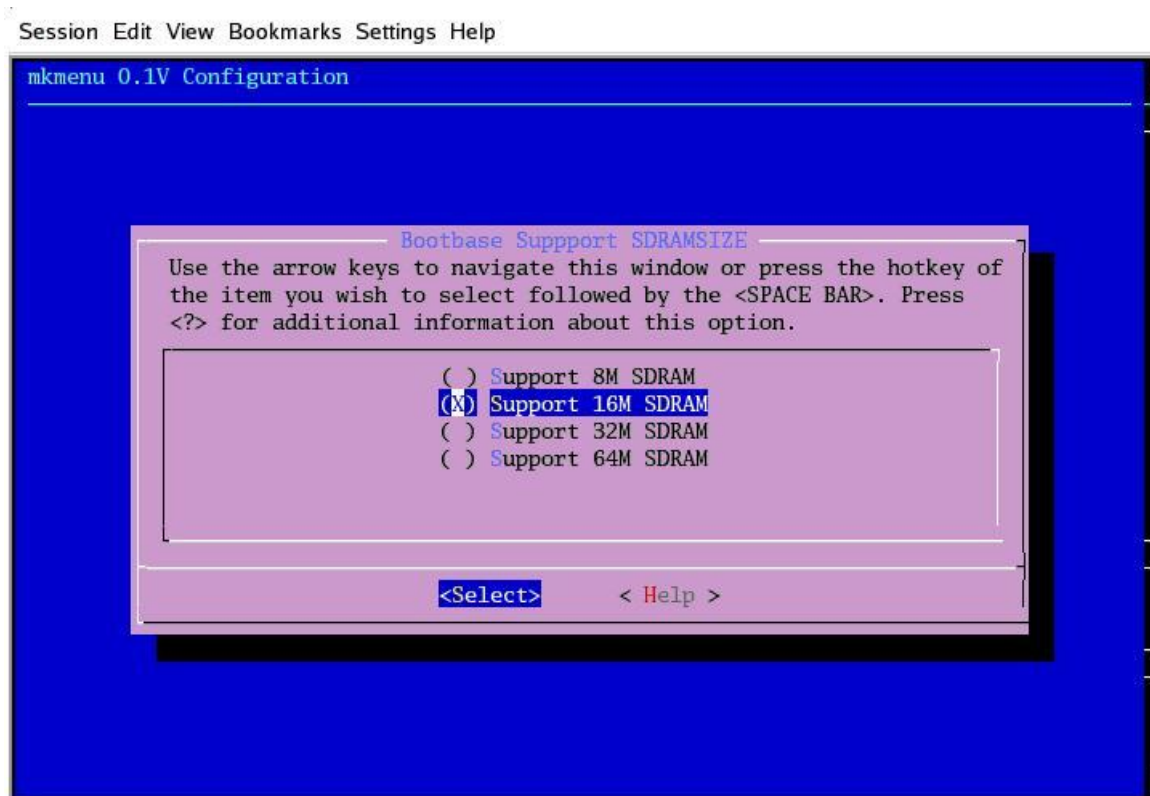 Session Edit View Bookmarks Settings Help
mkmenu 0.1V Configuration
Bootbase Suppport SDRAMSIZE
Use the arrow keys to navigate this window or press the hotkey of
the item you wish to select followed by the <SPACE BAR>. Press
<?> for additional information about this option.
( ) Support 8M SDRAM
(X) Support 16M SDRAM
( ) Support 32M SDRAM
( ) Support 64M SDRAM
<Select> < Help >